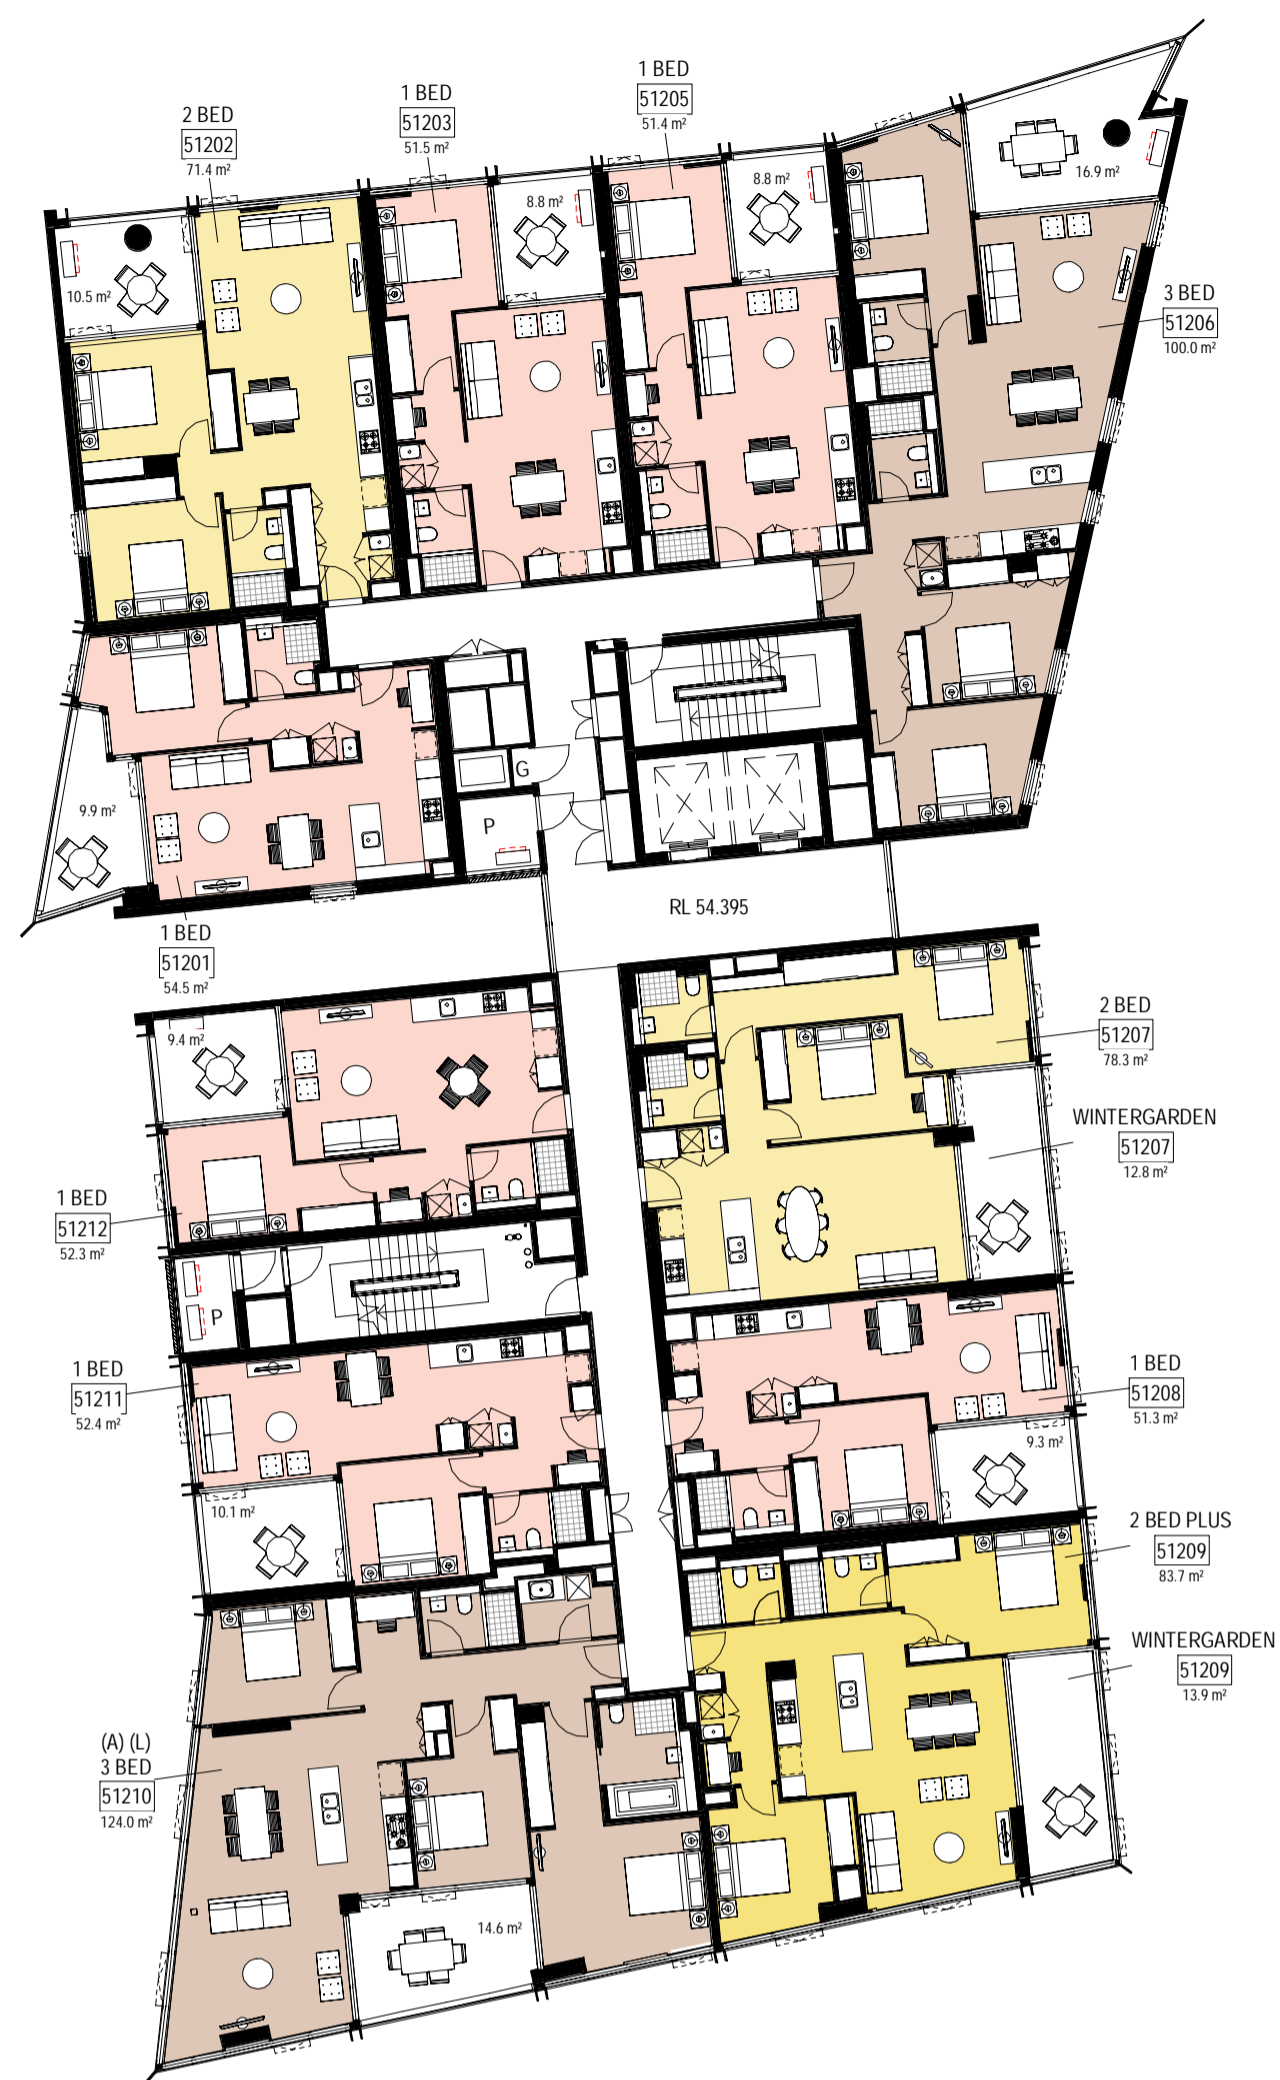 1 BED
51205
51.4 m²
1 BED
51203
51.5 m²
2 BED
51202
71.4 m²
16.9 m²
8.8 m²
8.8 m²
10.5 m²
3 BED
51206
100.0 m²
G
P
9.9 m²
RL 54.395
1 BED
51201
54.5 m²
9.4 m²
2 BED
51207
78.3 m²
WINTERGARDEN
51207
12.8 m²
1 BED
51212
52.3 m²
P
1 BED
51211
52.4 m²
1 BED
51208
51.3 m²
9.3 m²
10.1 m²
2 BED PLUS
51209
83.7 m²
WINTERGARDEN
51209
13.9 m²
(A) (L)
3 BED
51210
124.0 m²
14.6 m²